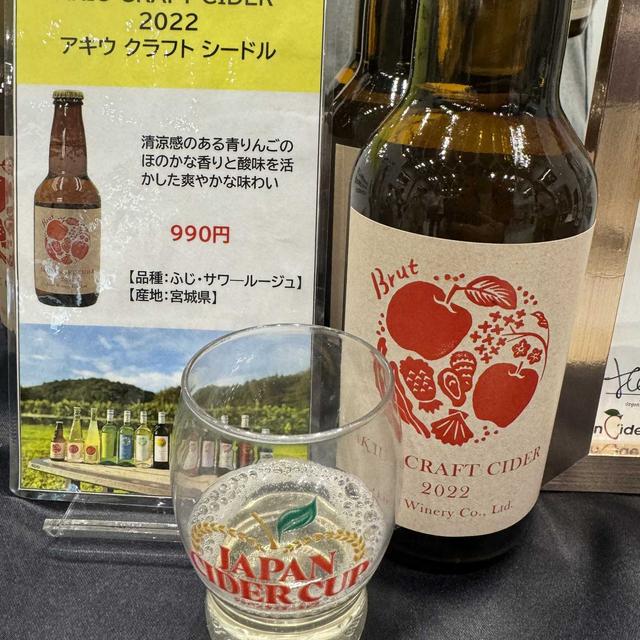 CRAFT CIDER
2022
アキウ クラフト シードル
清涼感のある青りんごの
ほのかな香りと酸味を活
かした爽やかな味わい
990円
【品種：ふじ・サワールージュ】
【産地：宮城県】
Brut
CRAFT CIDER
2022
Winery Co., Ltd.
JAPAN
CIDER CUP